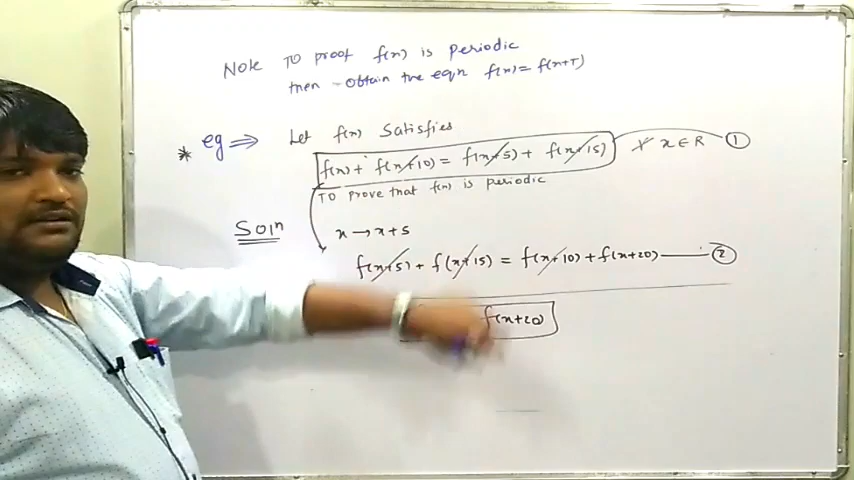 Note To proof f(x) is periodic
then obtain the eqn f(x) = f(x+T)
* eg ⇒ Let f(x) Satisfies
f(x) + f(x+10) = f(x+5) + f(x+15) ∀ x ∈ R ①
To prove that f(x) is periodic
Soln
x → x+5
f(x+5) + f(x+15) = f(x+10) + f(x+20) ②
f(x+20)